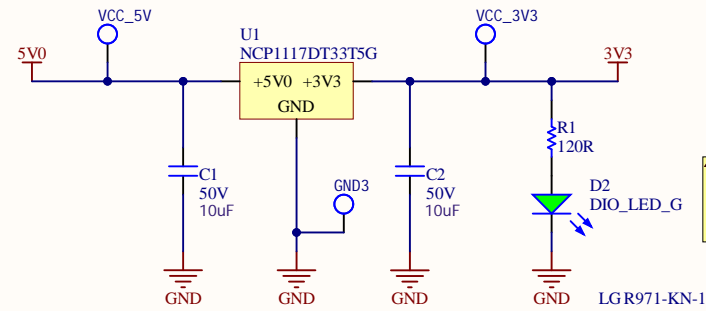 VCC_5V
VCC_3V3
U1
NCP1117DT33T5G
5V0
3V3
+5V0 +3V3
GND
R1
120R
C1
50V
10uF
GND3
C2
50V
10uF
D2
DIO_LED_G
GND
GND
GND
GND
LG R971-KN-1